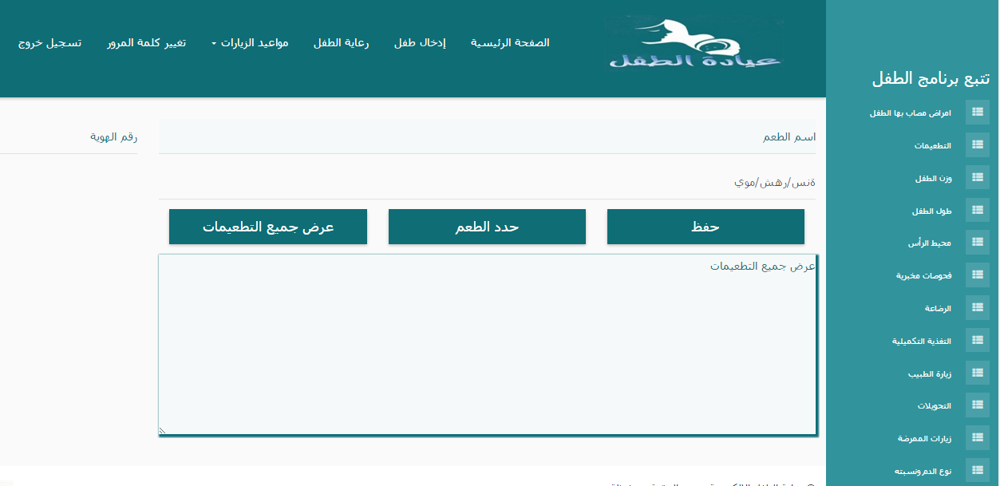 عيادة الطفل
الصفحة الرئيسية
إدخال طفل
رعاية الطفل
مواعيد الزيارات
تغيير كلمة المرور
تسجيل خروج
تتبع برنامج الطفل
امراض مصاب بها الطفل
التطعيمات
وزن الطفل
طول الطفل
محيط الرأس
فحوصات مخبرية
الرضاعة
التغذية التكميلية
زيارة الطبيب
التحويلات
زيارات الممرضة
نوع الدم ونسبته
اسم الطعم
رقم الهوية
ةنس/رهش/موي
حفظ
حدد الطعم
عرض جميع التطعيمات
عرض جميع التطعيمات